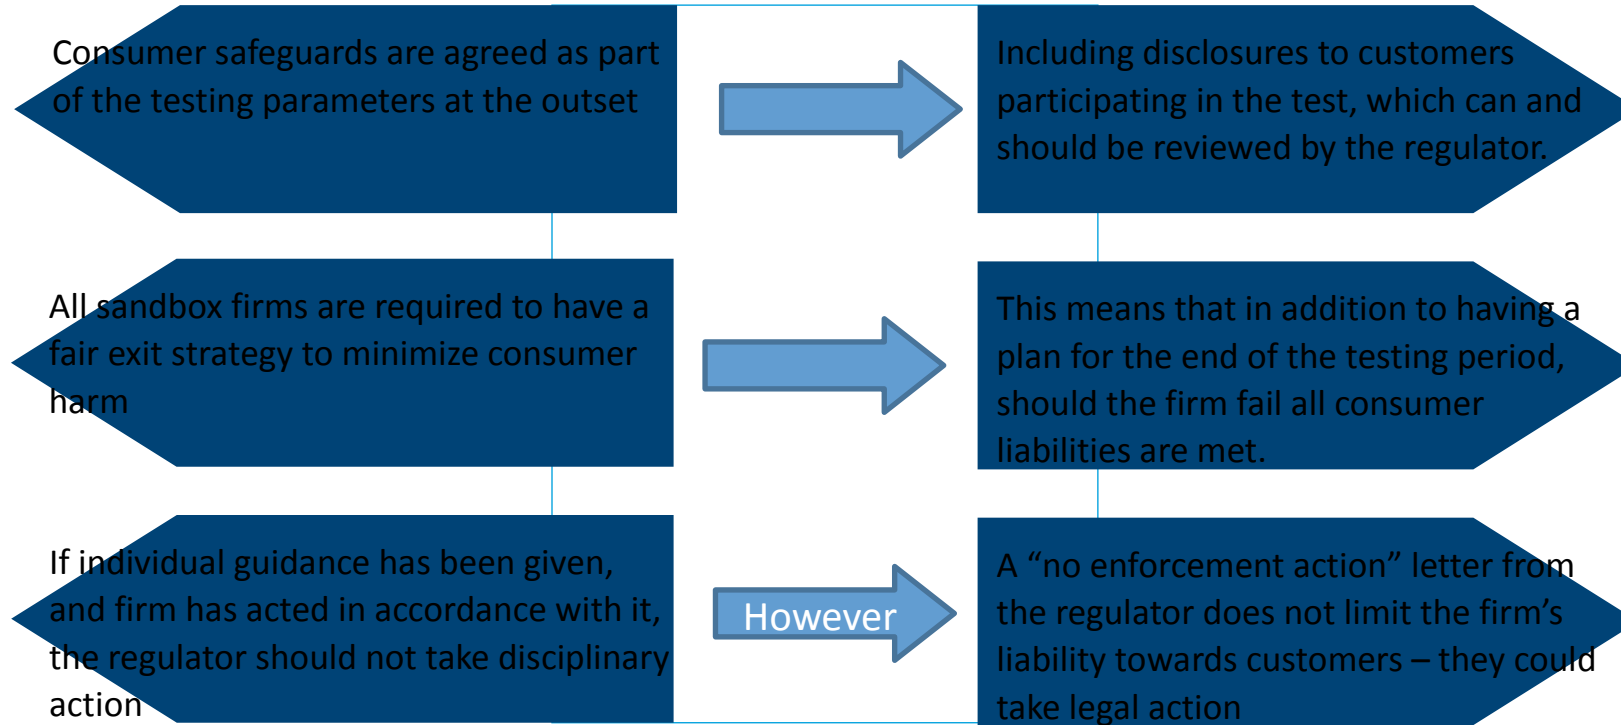 Consumer safeguards are agreed as part
of the testing parameters at the outset
Including disclosures to customers
participating in the test, which can and
should be reviewed by the regulator.
All sandbox firms are required to have a
fair exit strategy to minimize consumer
harm
This means that in addition to having a
plan for the end of the testing period,
should the firm fail all consumer
liabilities are met.
If individual guidance has been given,
and firm has acted in accordance with it,
the regulator should not take disciplinary
action
However
A “no enforcement action” letter from
the regulator does not limit the firm’s
liability towards customers – they could
take legal action